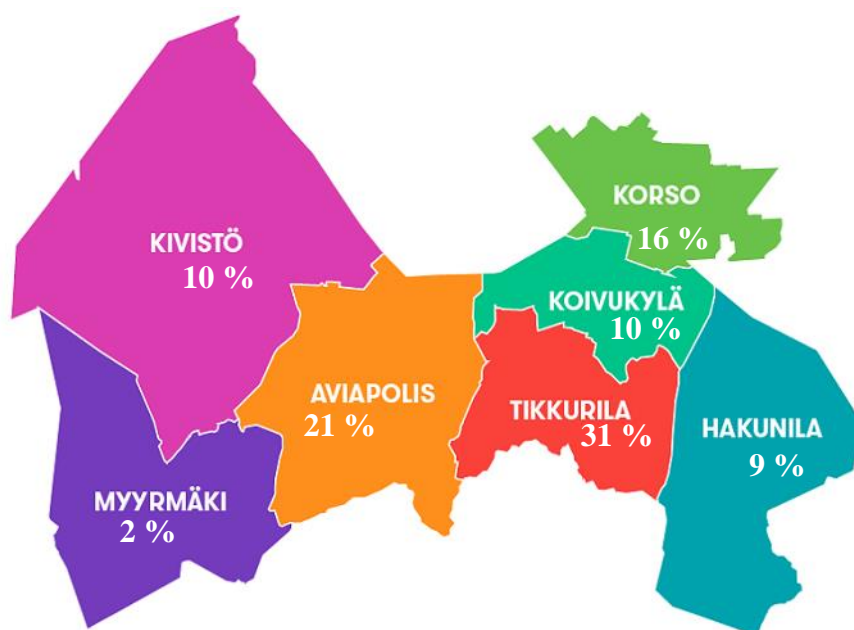 KIVISTÖ
10 %
KORSO
16 %
KOIVUKYLÄ
10 %
AVIAPOLIS
21 %
TIKKURILA
31 %
HAKUNILA
9 %
MYYRMÄKI
2 %